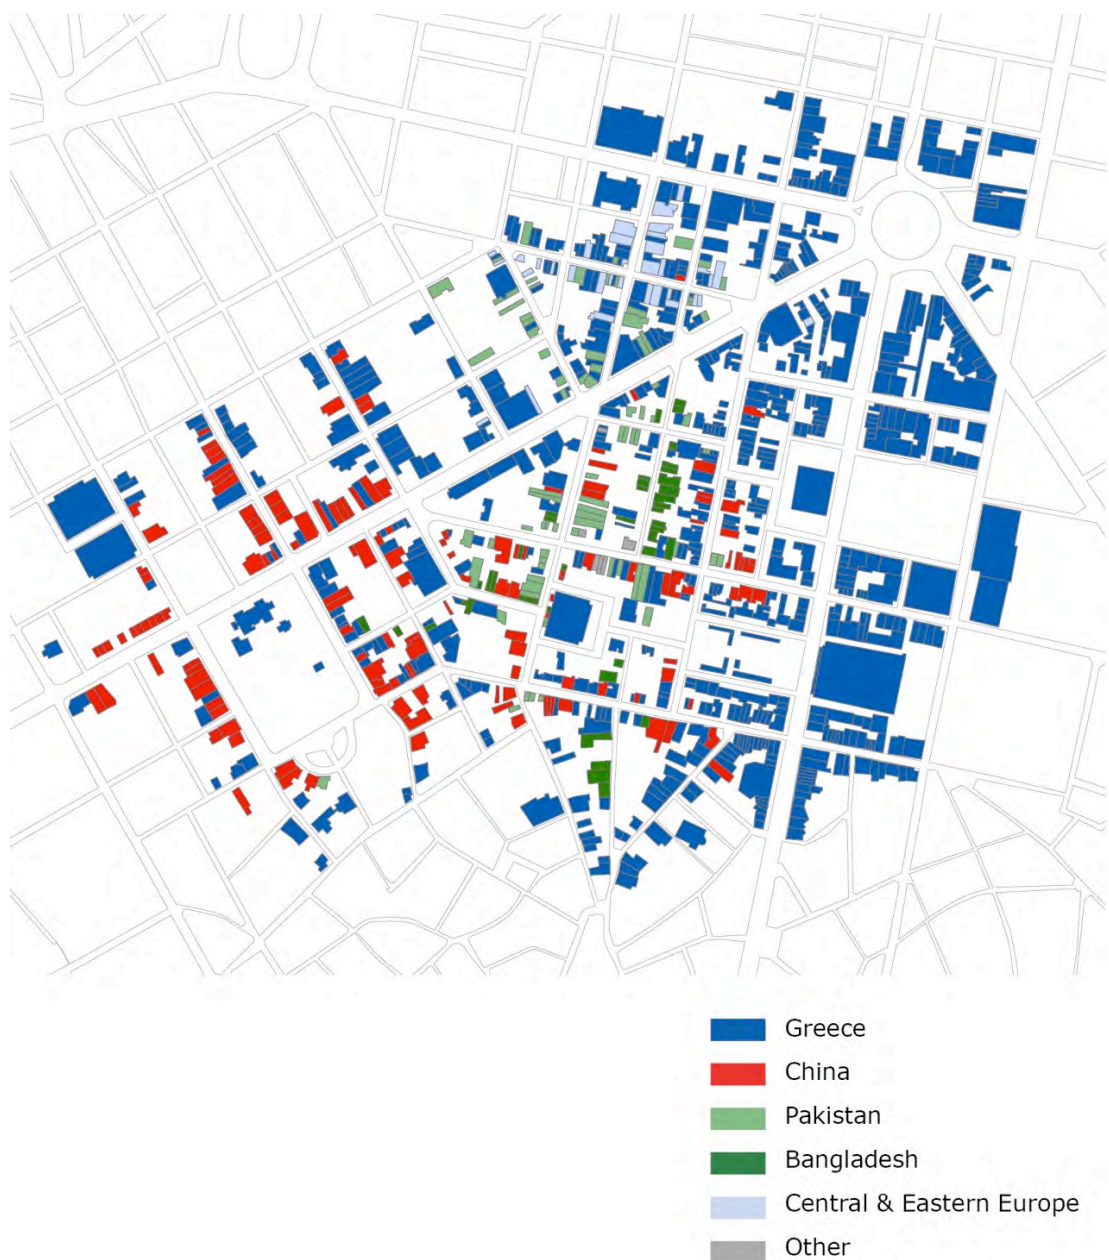 Greece
China
Pakistan
Bangladesh
Central & Eastern Europe
Other